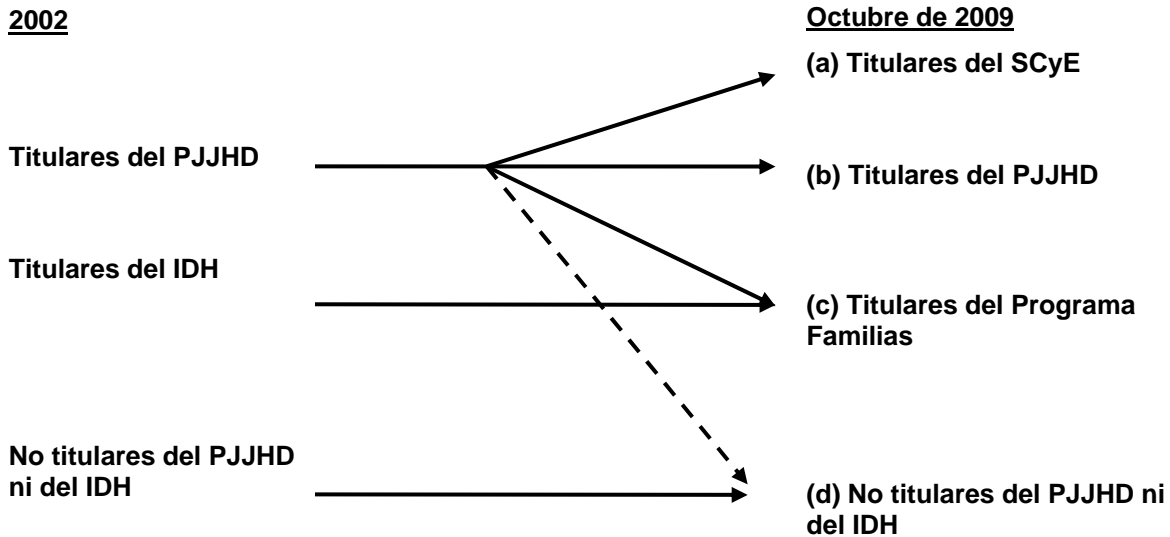 2002
Titulares del PJJHD
Titulares del IDH
No titulares del PJJHD
ni del IDH
Octubre de 2009
(a) Titulares del SCyE
(b) Titulares del PJJHD
(c) Titulares del Programa
Familias
(d) No titulares del PJJHD ni
del IDH